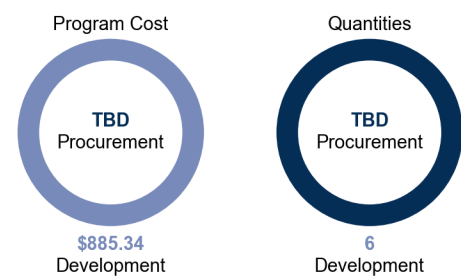 Program Cost
TBD
Procurement
$885.34
Development
Quantities
TBD
Procurement
6
Development